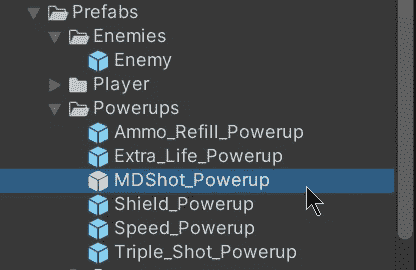 Prefabs
Enemies
Enemy
Player
Powerups
Ammo_Refill_Powerup
Extra_Life_Powerup
MDShot_Powerup
Shield_Powerup
Speed_Powerup
Triple_Shot_Powerup